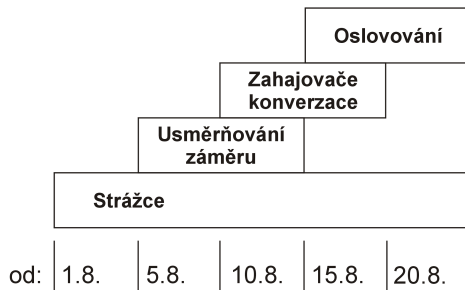 Oslovování
Zahajovače
konverzace
Usměrňování
záměru
Strážce
od: 1.8. 5.8. 10.8. 15.8. 20.8.